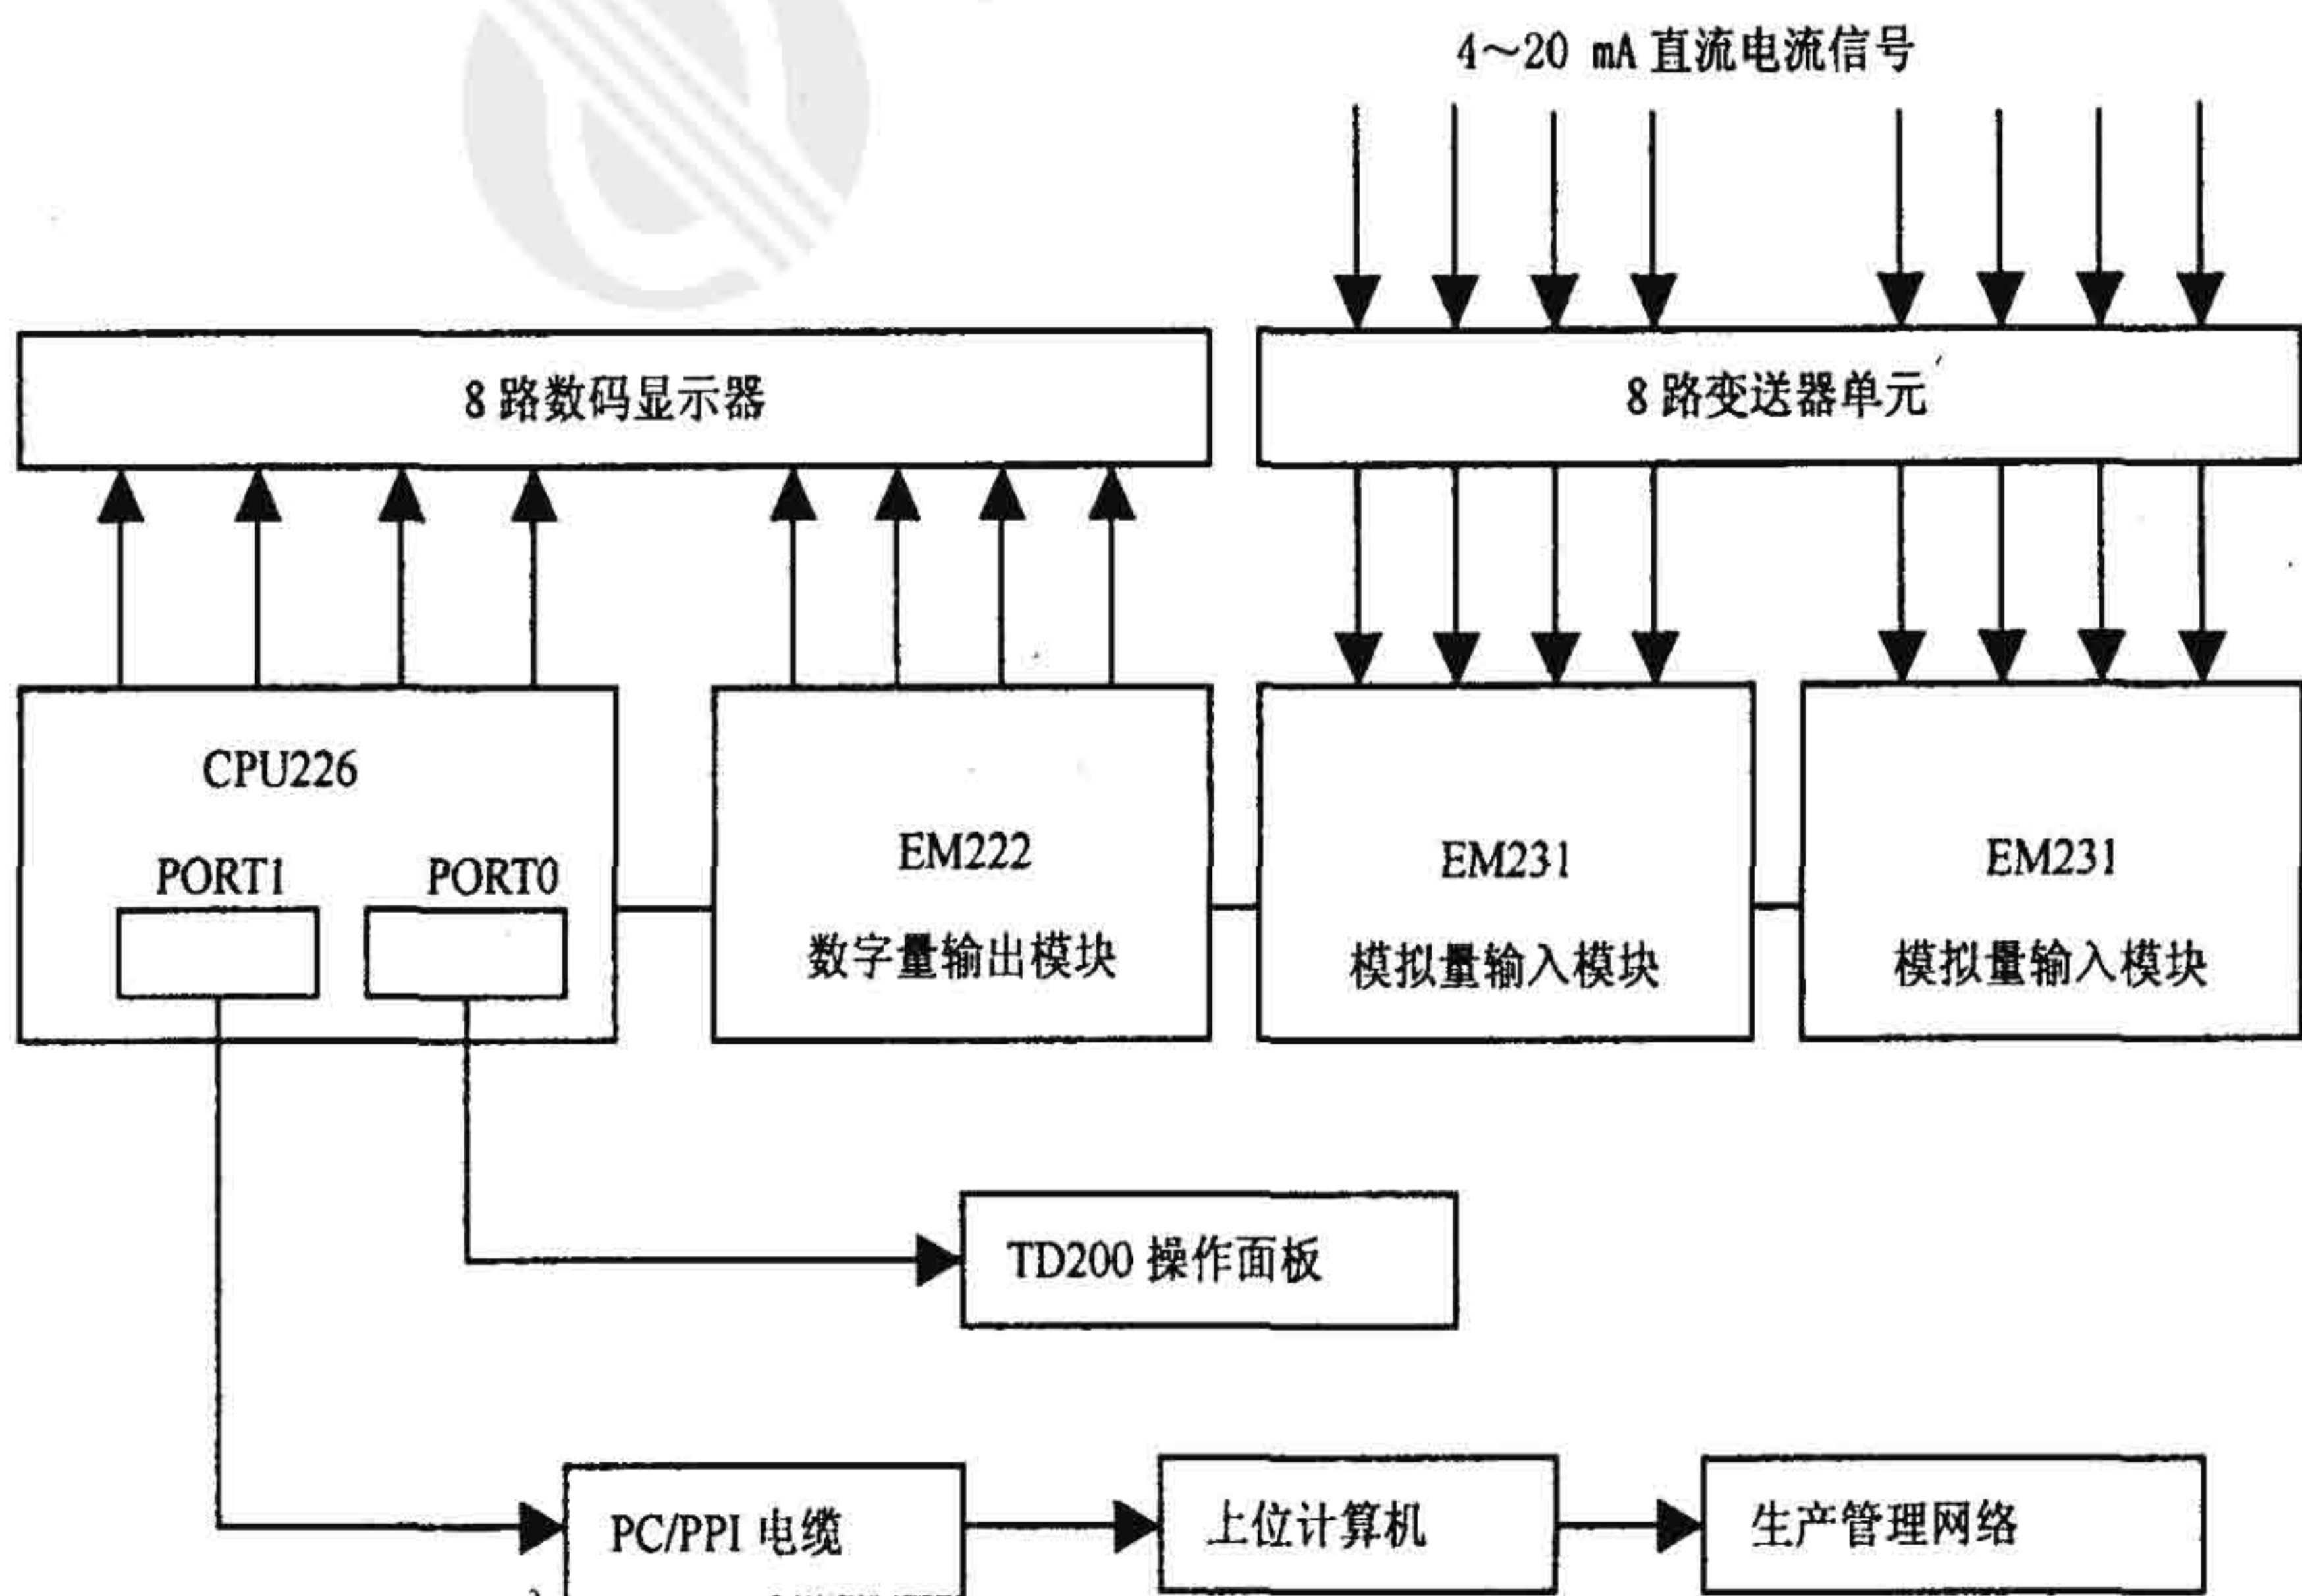 4～20 mA 直流电流信号
8 路数码显示器
8 路变送器单元
CPU226
PORT1
PORT0
EM222
数字量输出模块
EM231
模拟量输入模块
EM231
模拟量输入模块
TD200 操作面板
PC/PPI 电缆
上位计算机
生产管理网络